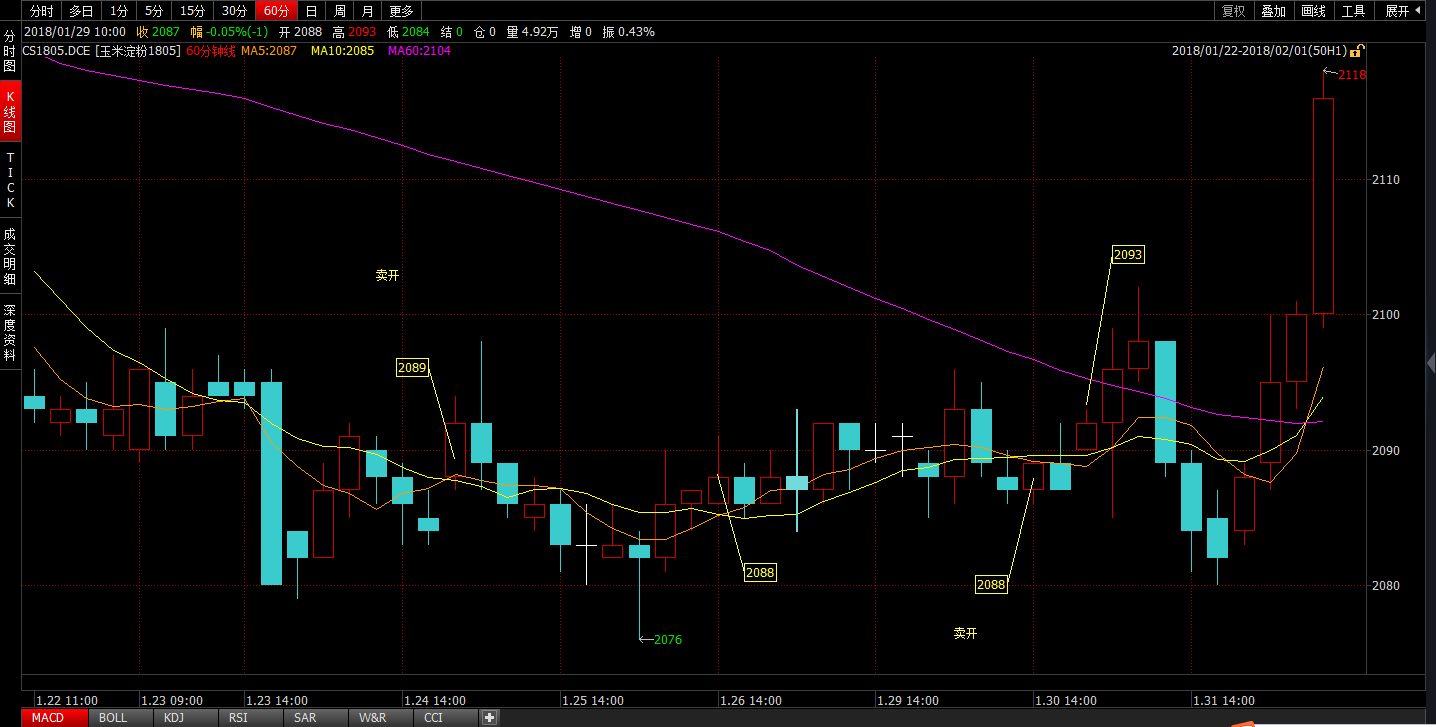 分时 多日 1分 5分 15分 30分 60分 日 周 月 更多 复权 叠加 画线 工具 展开
2018/01/29 10:00 收 2087 幅 -0.05%(-1) 开 2088 高 2093 低 2084 结 0 仓 0 量 4.92万 增 0 振 0.43%
CS1805.DCE [玉米淀粉1805] 60分钟线 MA5:2087 MA10:2085 MA60:2104 2018/01/22-2018/02/01(50H1)
分时图
K线图
TICK
成交明细
深度资料
2118
2110
2093
卖开
2100
2089
2090
2088
2088
2080
卖开
2076
1.22 11:00 1.23 09:00 1.23 14:00 1.24 14:00 1.25 14:00 1.26 14:00 1.29 14:00 1.30 14:00 1.31 14:00
MACD BOLL KDJ RSI SAR W&R CCI